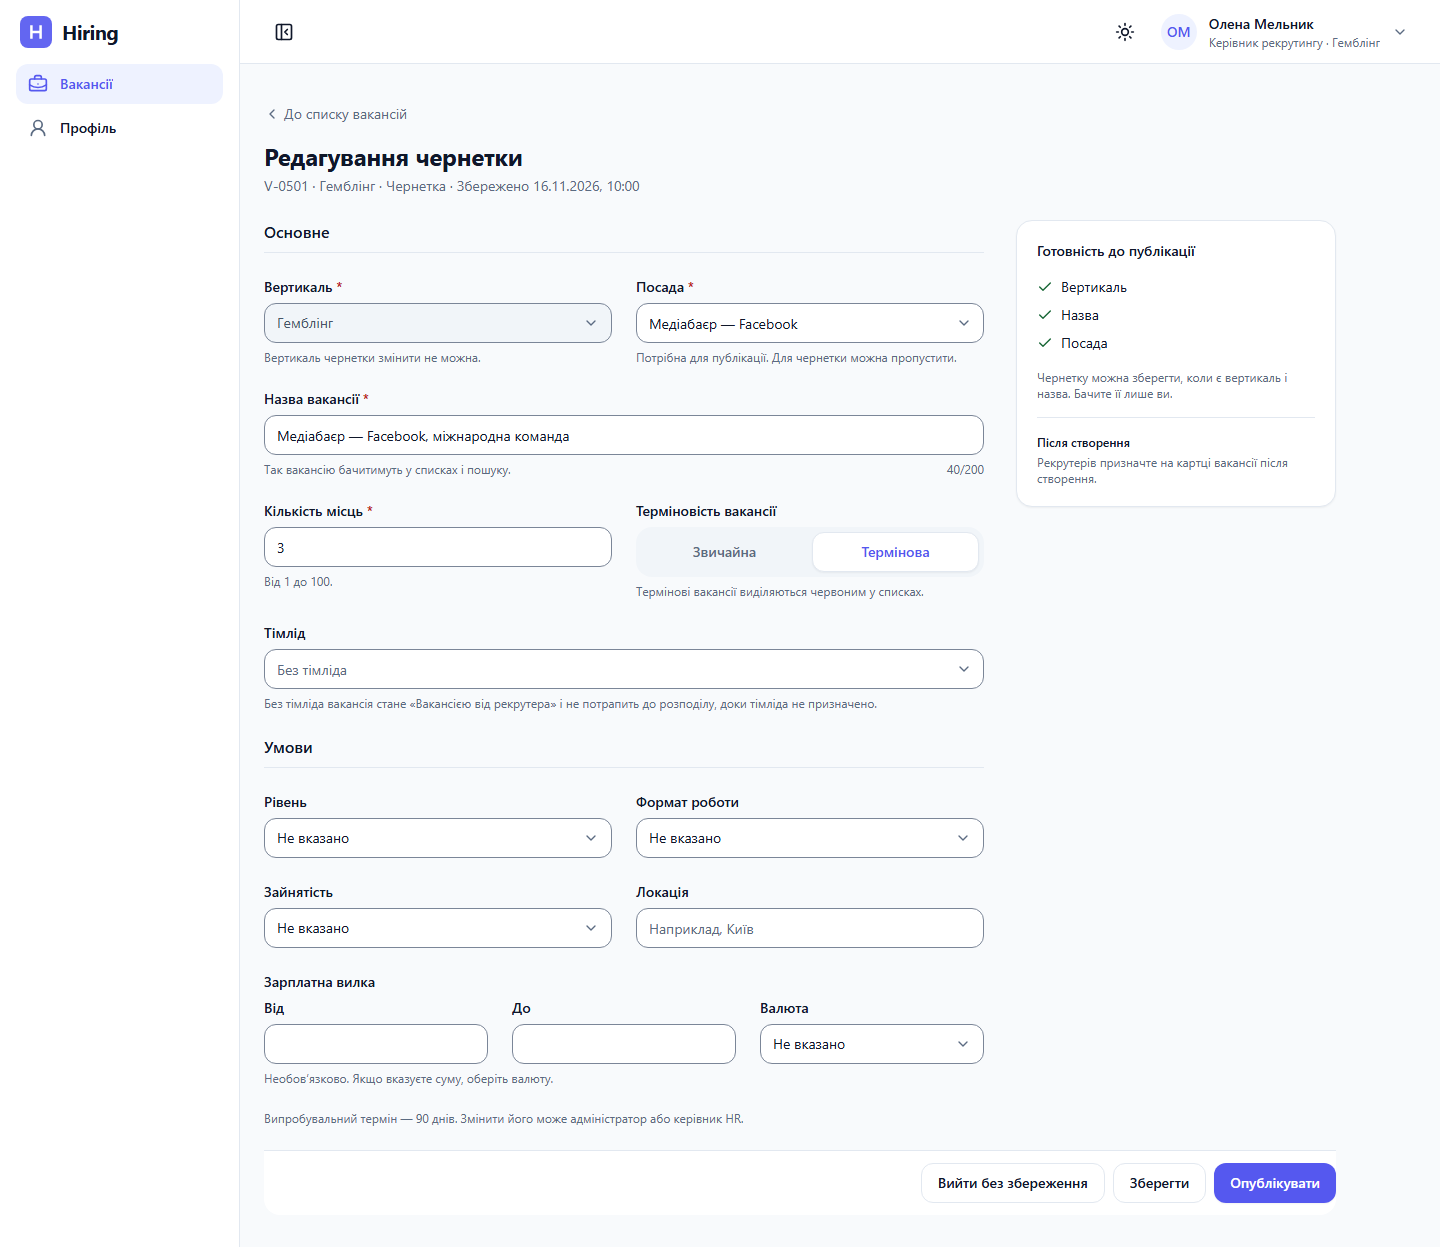 H Hiring
Вакансії
Профіль
ОМ
Олена Мельник
Керівник рекрутингу · Гемблінг
До списку вакансій
Редагування чернетки
V-0501 · Гемблінг · Чернетка · Збережено 16.11.2026, 10:00
Основне
Вертикаль *
Гемблінг
Вертикаль чернетки змінити не можна.
Посада *
Медіабаєр — Facebook
Потрібна для публікації. Для чернетки можна пропустити.
Назва вакансії *
Медіабаєр — Facebook, міжнародна команда
Так вакансію бачитимуть у списках і пошуку.
40/200
Кількість місць *
3
Від 1 до 100.
Терміновість вакансії
Звичайна
Термінова
Термінові вакансії виділяються червоним у списках.
Тімлід
Без тімліда
Без тімліда вакансія стане «Вакансією від рекрутера» і не потрапить до розподілу, доки тімліда не призначено.
Умови
Рівень
Не вказано
Формат роботи
Не вказано
Зайнятість
Не вказано
Локація
Наприклад, Київ
Зарплатна вилка
Від
До
Валюта
Не вказано
Необов'язково. Якщо вказуєте суму, оберіть валюту.
Випробувальний термін — 90 днів. Змінити його може адміністратор або керівник HR.
Готовність до публікації
Вертикаль
Назва
Посада
Чернетку можна зберегти, коли є вертикаль і
назва. Бачите її лише ви.
Після створення
Рекрутерів призначте на картці вакансії після
створення.
Вийти без збереження
Зберегти
Опублікувати